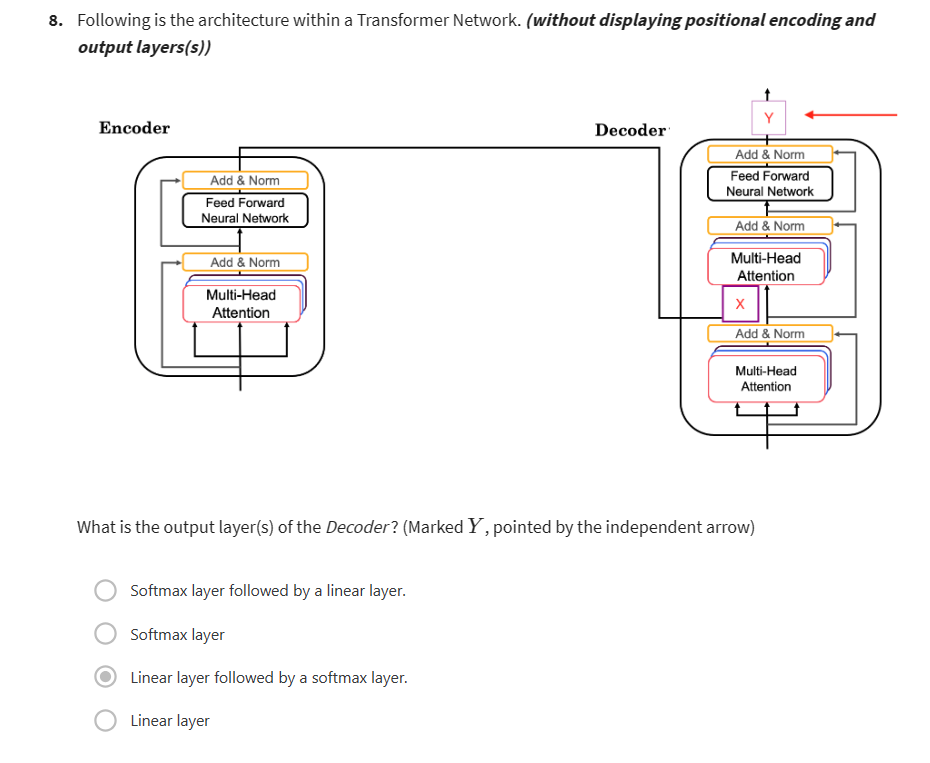 8. Following is the architecture within a Transformer Network. (without displaying positional encoding and
output layers(s))
Encoder
Add & Norm
Feed Forward
Neural Network
Add & Norm
Multi-Head
Attention
Decoder
Y
Add & Norm
Feed Forward
Neural Network
Add & Norm
Multi-Head
Attention
X
Add & Norm
Multi-Head
Attention
What is the output layer(s) of the Decoder? (Marked Y, pointed by the independent arrow)
Softmax layer followed by a linear layer.
Softmax layer
Linear layer followed by a softmax layer.
Linear layer